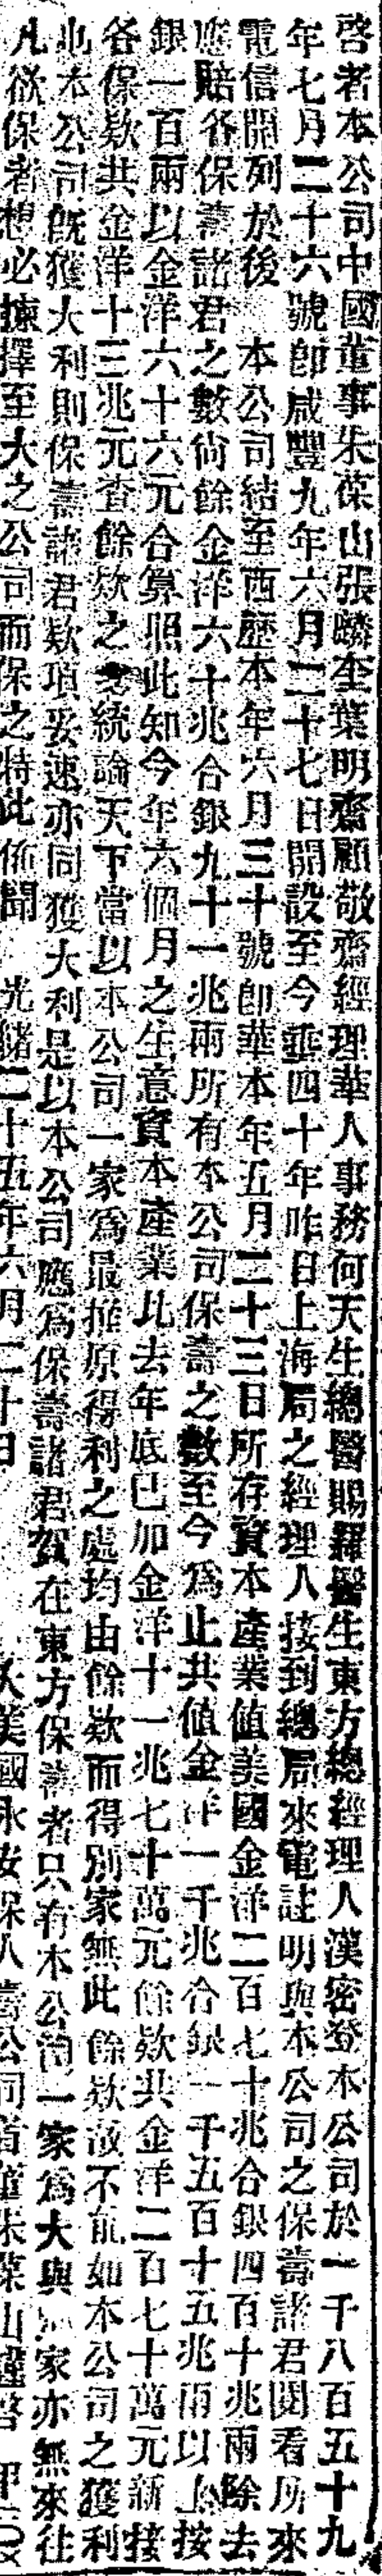 啓者本公司中國董事朱葆山張麟奎葉明齋顧敬齋經理華人事務何天生總醫賜羅醫生東方總經理人漢密登本公司於一千八百五十九
年七月二十六號卽咸豐九年六月二十七日開設至今垂四十年昨日上海局之經理人接到總局來電註明與本公司之保壽諸君閱看所來
電信開列於後 本公司結至西歷本年六月三十號卽華本年五月二十三日所存資本產業值美國金洋二百七十兆合銀四百十兆兩除去
應賠各保壽諸君之數尙餘金洋六十兆合銀九十一兆兩所有本公司保壽之數至今爲止共值金洋一千兆合銀一千五百十五兆兩以上按
銀一百兩以金洋六十六元合算照此知今年六個月之生意資本產業比去年底已加金洋十一兆七十萬元餘欵共金洋二百七十萬元新接
各保欵共金洋十三兆元查餘欵之 統論天下當以本公司一家爲最推原得利之處均由餘欵而得別家無此餘欵故不能如本公司之獲利
也本公司旣獲大利則保壽諸君欵項妥速亦同獲大利是以本公司應爲保壽諸君賀在東方保壽者只有本公司一家爲大與 家亦無來往
凡欲保者想必揀擇至大之公司而保之特此佈聞 光緖二十五年六月二十日 大美國永安保人壽公司首董朱葆山謹啓